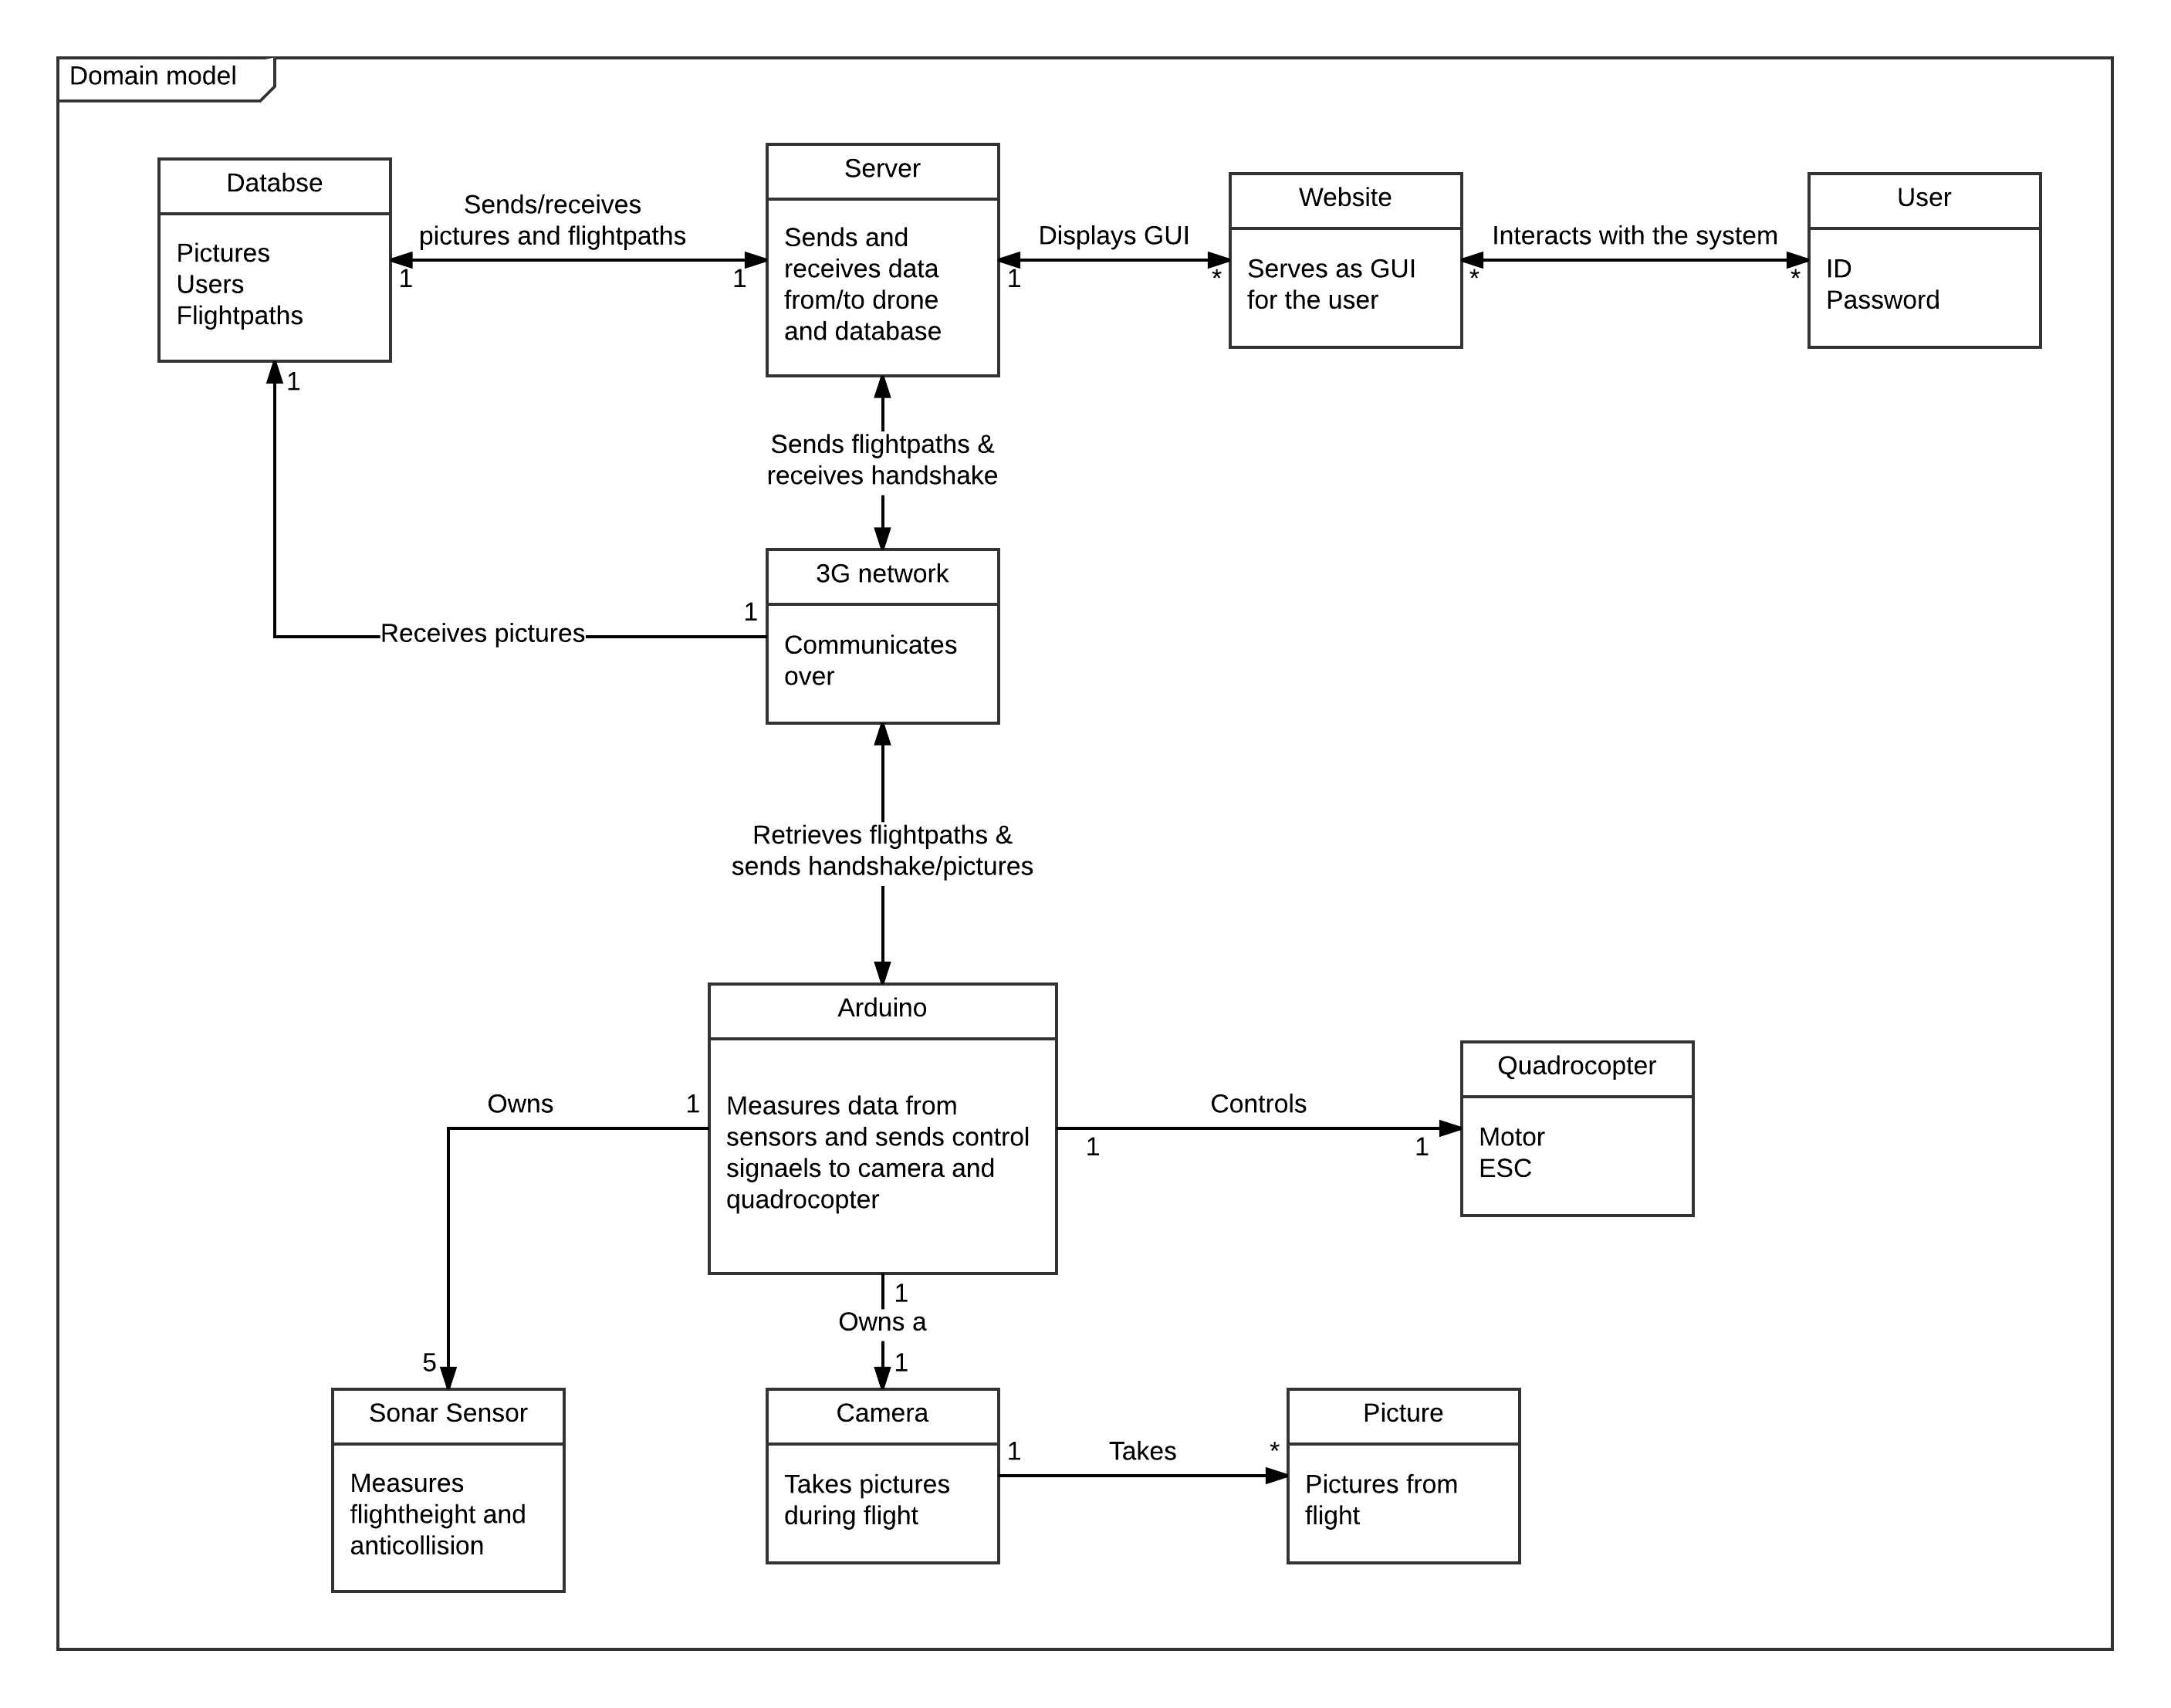 Domain model
Databse
Pictures
Users
Flightpaths
Sends/receives
pictures and flightpaths
1
1
Server
Sends and
receives data
from/to drone
and database
Displays GUI
1
*
Website
Serves as GUI
for the user
Interacts with the system
*
*
User
ID
Password
1
Sends flightpaths &
receives handshake
3G network
Communicates
over
1
Receives pictures
Retrieves flightpaths &
sends handshake/pictures
Arduino
Measures data from
sensors and sends control
signaels to camera and
quadrocopter
Owns
1
5
Controls
1
1
Quadrocopter
Motor
ESC
1
Owns a
1
Sonar Sensor
Measures
flightheight and
anticollision
Camera
Takes pictures
during flight
1
Takes
*
Picture
Pictures from
flight